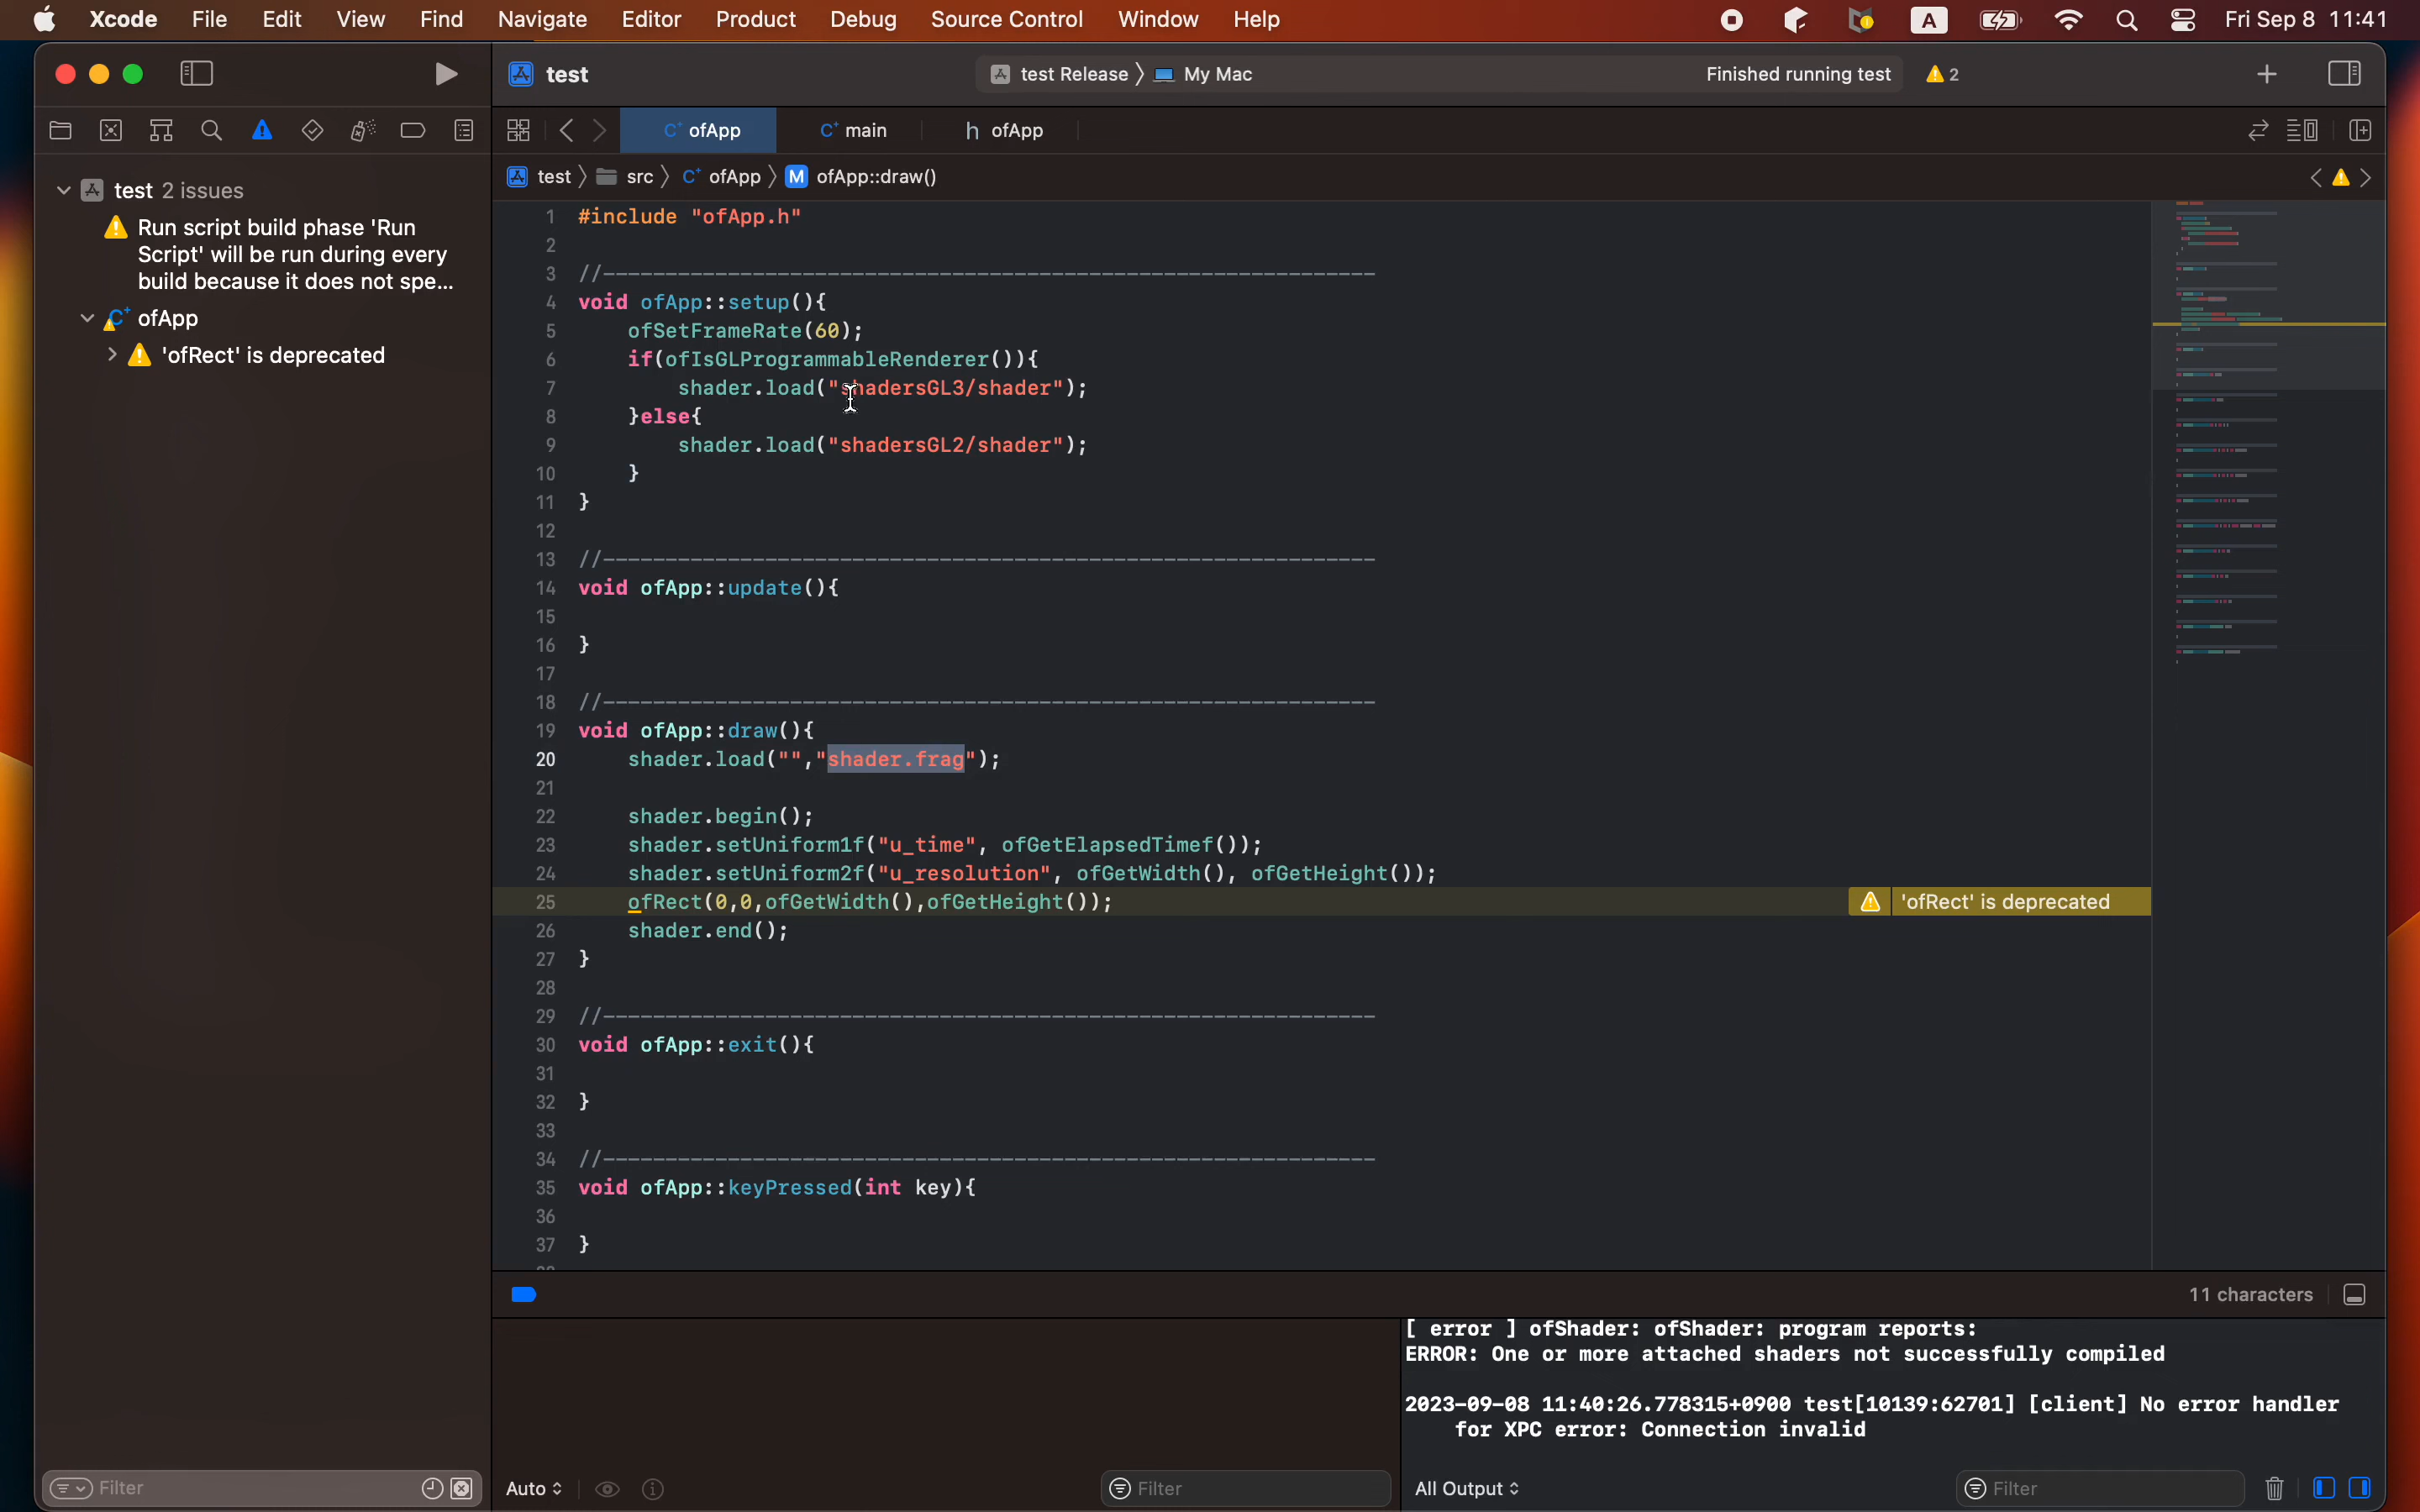 Xcode File Edit View Find Navigate Editor Product Debug Source Control Window Help A Fri Sep 8 11:41
test test Release My Mac Finished running test 2
ofApp main h ofApp
test src ofApp M ofApp::draw()
test 2 issues
Run script build phase 'Run
Script' will be run during every
build because it does not spe...
ofApp
'ofRect' is deprecated
1 #include "ofApp.h"
2
3 //--------------------------------------------------------------
4 void ofApp::setup(){
5 ofSetFrameRate(60);
6 if(ofIsGLProgrammableRenderer()){
7 shader.load("shadersGL3/shader");
8 }else{
9 shader.load("shadersGL2/shader");
10 }
11 }
12
13 //--------------------------------------------------------------
14 void ofApp::update(){
15
16 }
17
18 //--------------------------------------------------------------
19 void ofApp::draw(){
20 shader.load("","shader.frag");
21
22 shader.begin();
23 shader.setUniform1f("u_time", ofGetElapsedTimef());
24 shader.setUniform2f("u_resolution", ofGetWidth(), ofGetHeight());
25 ofRect(0,0,ofGetWidth(),ofGetHeight()); 'ofRect' is deprecated
26 shader.end();
27 }
28
29 //--------------------------------------------------------------
30 void ofApp::exit(){
31
32 }
33
34 //--------------------------------------------------------------
35 void ofApp::keyPressed(int key){
36
37 }
11 characters
[ error ] ofShader: ofShader: program reports:
ERROR: One or more attached shaders not successfully compiled
2023-09-08 11:40:26.778315+0900 test[10139:62701] [client] No error handler
for XPC error: Connection invalid
Filter Auto Filter All Output Filter